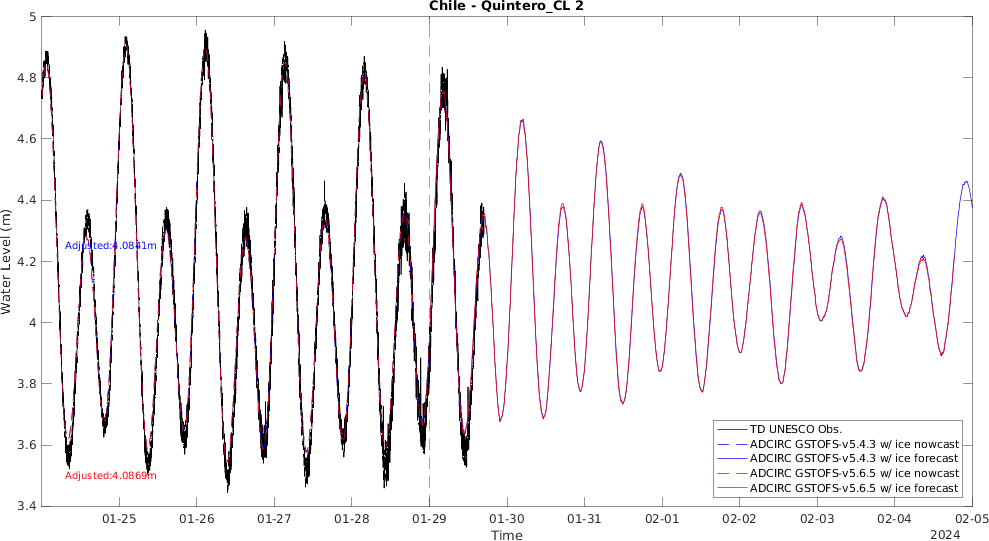 Chile - Quintero_CL 2
Water Level (m)
5
4.8
4.6
4.4
4.2
4
3.8
3.6
3.4
Adjusted:4.0841m
Adjusted:4.0869m
TD UNESCO Obs.
ADCIRC GSTOFS-v5.4.3 w/ ice nowcast
ADCIRC GSTOFS-v5.4.3 w/ ice forecast
ADCIRC GSTOFS-v5.6.5 w/ ice nowcast
ADCIRC GSTOFS-v5.6.5 w/ ice forecast
01-25 01-26 01-27 01-28 01-29 01-30 01-31 02-01 02-02 02-03 02-04 02-05
Time
2024